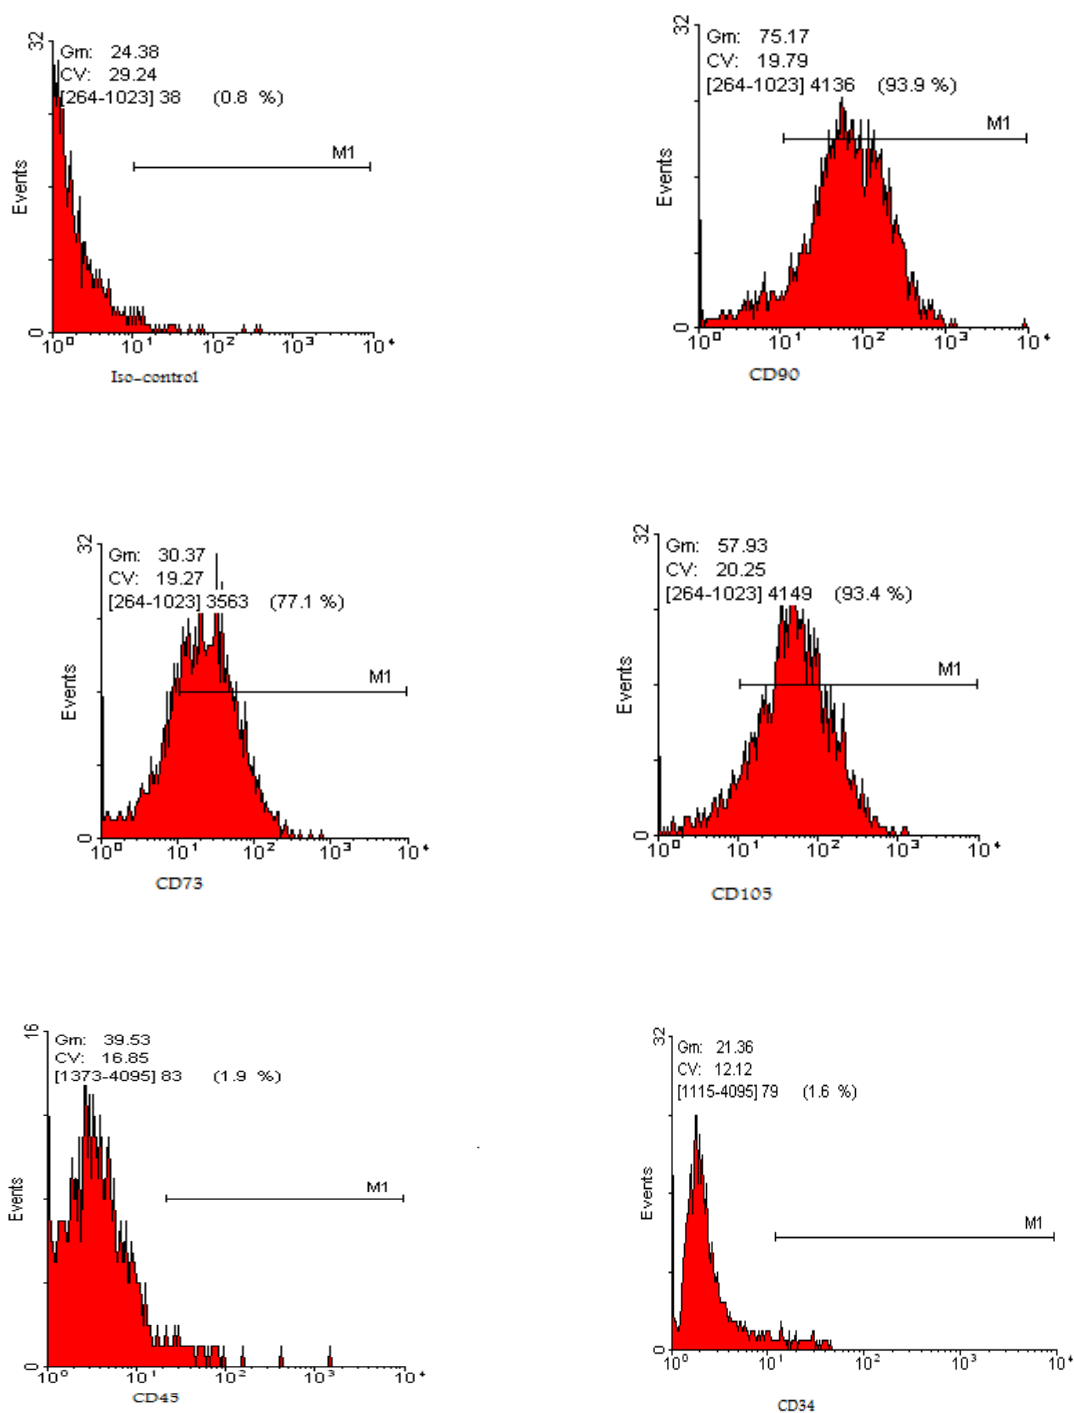 32
Gm: 24.38
CV: 29.24
[264-1023] 38 (0.8 %)
M1
Events
0
10⁰ 10¹ 10² 10³ 10⁴
Iso-control
32
Gm: 75.17
CV: 19.79
[264-1023] 4136 (93.9 %)
M1
Events
0
10⁰ 10¹ 10² 10³ 10⁴
CD90
32
Gm: 30.37
CV: 19.27
[264-1023] 3563 (77.1 %)
M1
Events
0
10⁰ 10¹ 10² 10³ 10⁴
CD73
32
Gm: 57.93
CV: 20.25
[264-1023] 4149 (93.4 %)
M1
Events
0
10⁰ 10¹ 10² 10³ 10⁴
CD105
16
Gm: 39.53
CV: 16.85
[1373-4095] 83 (1.9 %)
M1
Events
0
10⁰ 10¹ 10² 10³ 10⁴
CD45
32
Gm: 21.36
CV: 12.12
[1115-4095] 79 (1.6 %)
M1
Events
0
10⁰ 10¹ 10² 10³ 10⁴
CD34